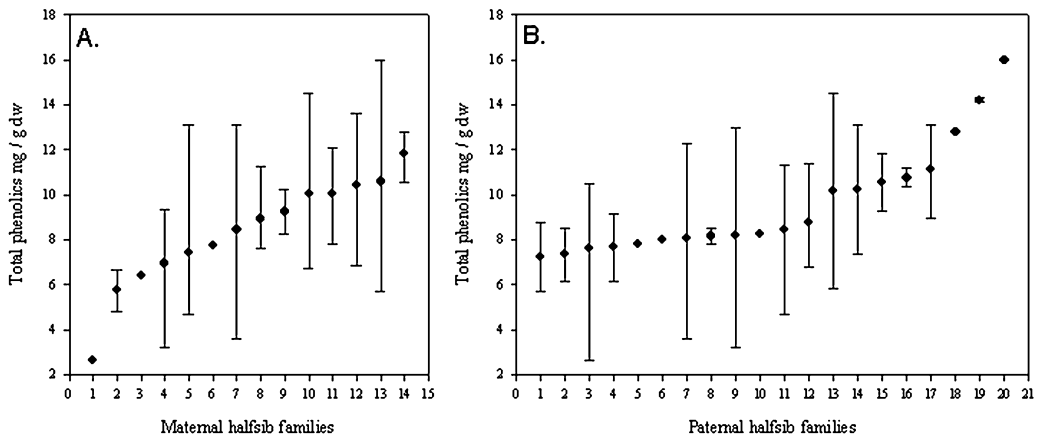 A.
Total phenolics mg / g dw
18
16
14
12
10
8
6
4
2
0 1 2 3 4 5 6 7 8 9 10 11 12 13 14 15
Maternal halfsib families
B.
Total phenolics mg / g dw
18
16
14
12
10
8
6
4
2
0 1 2 3 4 5 6 7 8 9 10 11 12 13 14 15 16 17 18 19 20 21
Paternal halfsib families